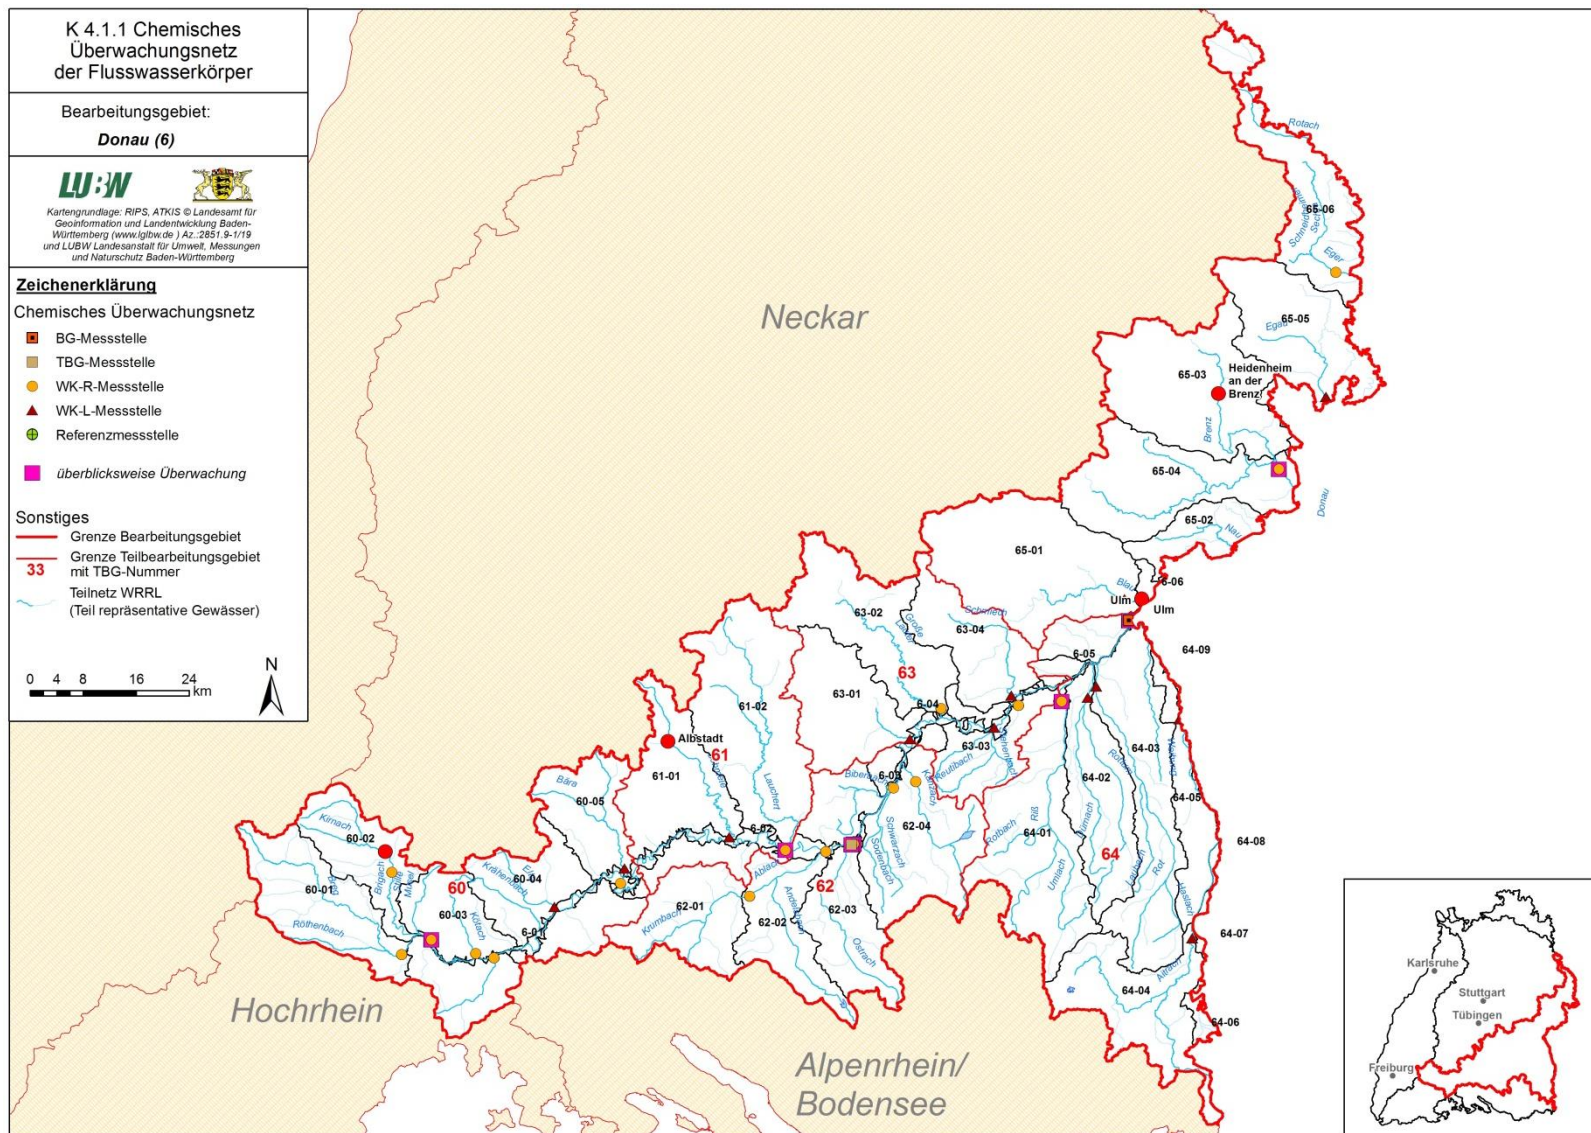 K 4.1.1 Chemisches
Überwachungsnetz
der Flusswasserkörper
Bearbeitungsgebiet:
Donau (6)
LUBW
Kartengrundlage: RIPS, ATKIS © Landesamt für
Geoinformation und Landentwicklung Baden-
Württemberg (www.lglbw.de ) Az.:2851.9-1/19
und LUBW Landesanstalt für Umwelt, Messungen
und Naturschutz Baden-Württemberg
Zeichenerklärung
Chemisches Überwachungsnetz
BG-Messstelle
TBG-Messstelle
WK-R-Messstelle
WK-L-Messstelle
Referenzmessstelle
überblicksweise Überwachung
Sonstiges
Grenze Bearbeitungsgebiet
Grenze Teilbearbeitungsgebiet
33 mit TBG-Nummer
Teilnetz WRRL
(Teil repräsentative Gewässer)
N
0 4 8 16 24
km
Rotach
65-06
Eger
65-05
Egau
Neckar
65-03
Heidenheim
an der
Brenz
Brenz
65-04
Donau
65-02
Nau
65-01
6-06
Blau
Ulm
Ulm
63-02
Große
Lauter
Schmiech
63-04
6-05
64-09
63
63-01
6-04
61-02
Albstadt
61
61-01
63-03
Reutibach
64-03
64-02
Rottum
64-05
Lauchert
6-03
Kanzach
62-04
Schwarzach
Sodenbach
Rotbach
Riß
64-01
Umlach
64
Laubach
Rot
Haslach
64-08
Bära
60-05
Kirnach
60-02
6-02
Ablach
62
60-01
Breg
Brigach
Stille
Musel
60
60-03
Kötach
Krähenbach
60-04
6-01
Röthenbach
62-01
Krumbach
62-02
Andelsbach
62-03
Ostrach
64-07
Aitrach
64-04
64-06
Hochrhein
Alpenrhein/
Bodensee
Karlsruhe
Stuttgart
Tübingen
Freiburg